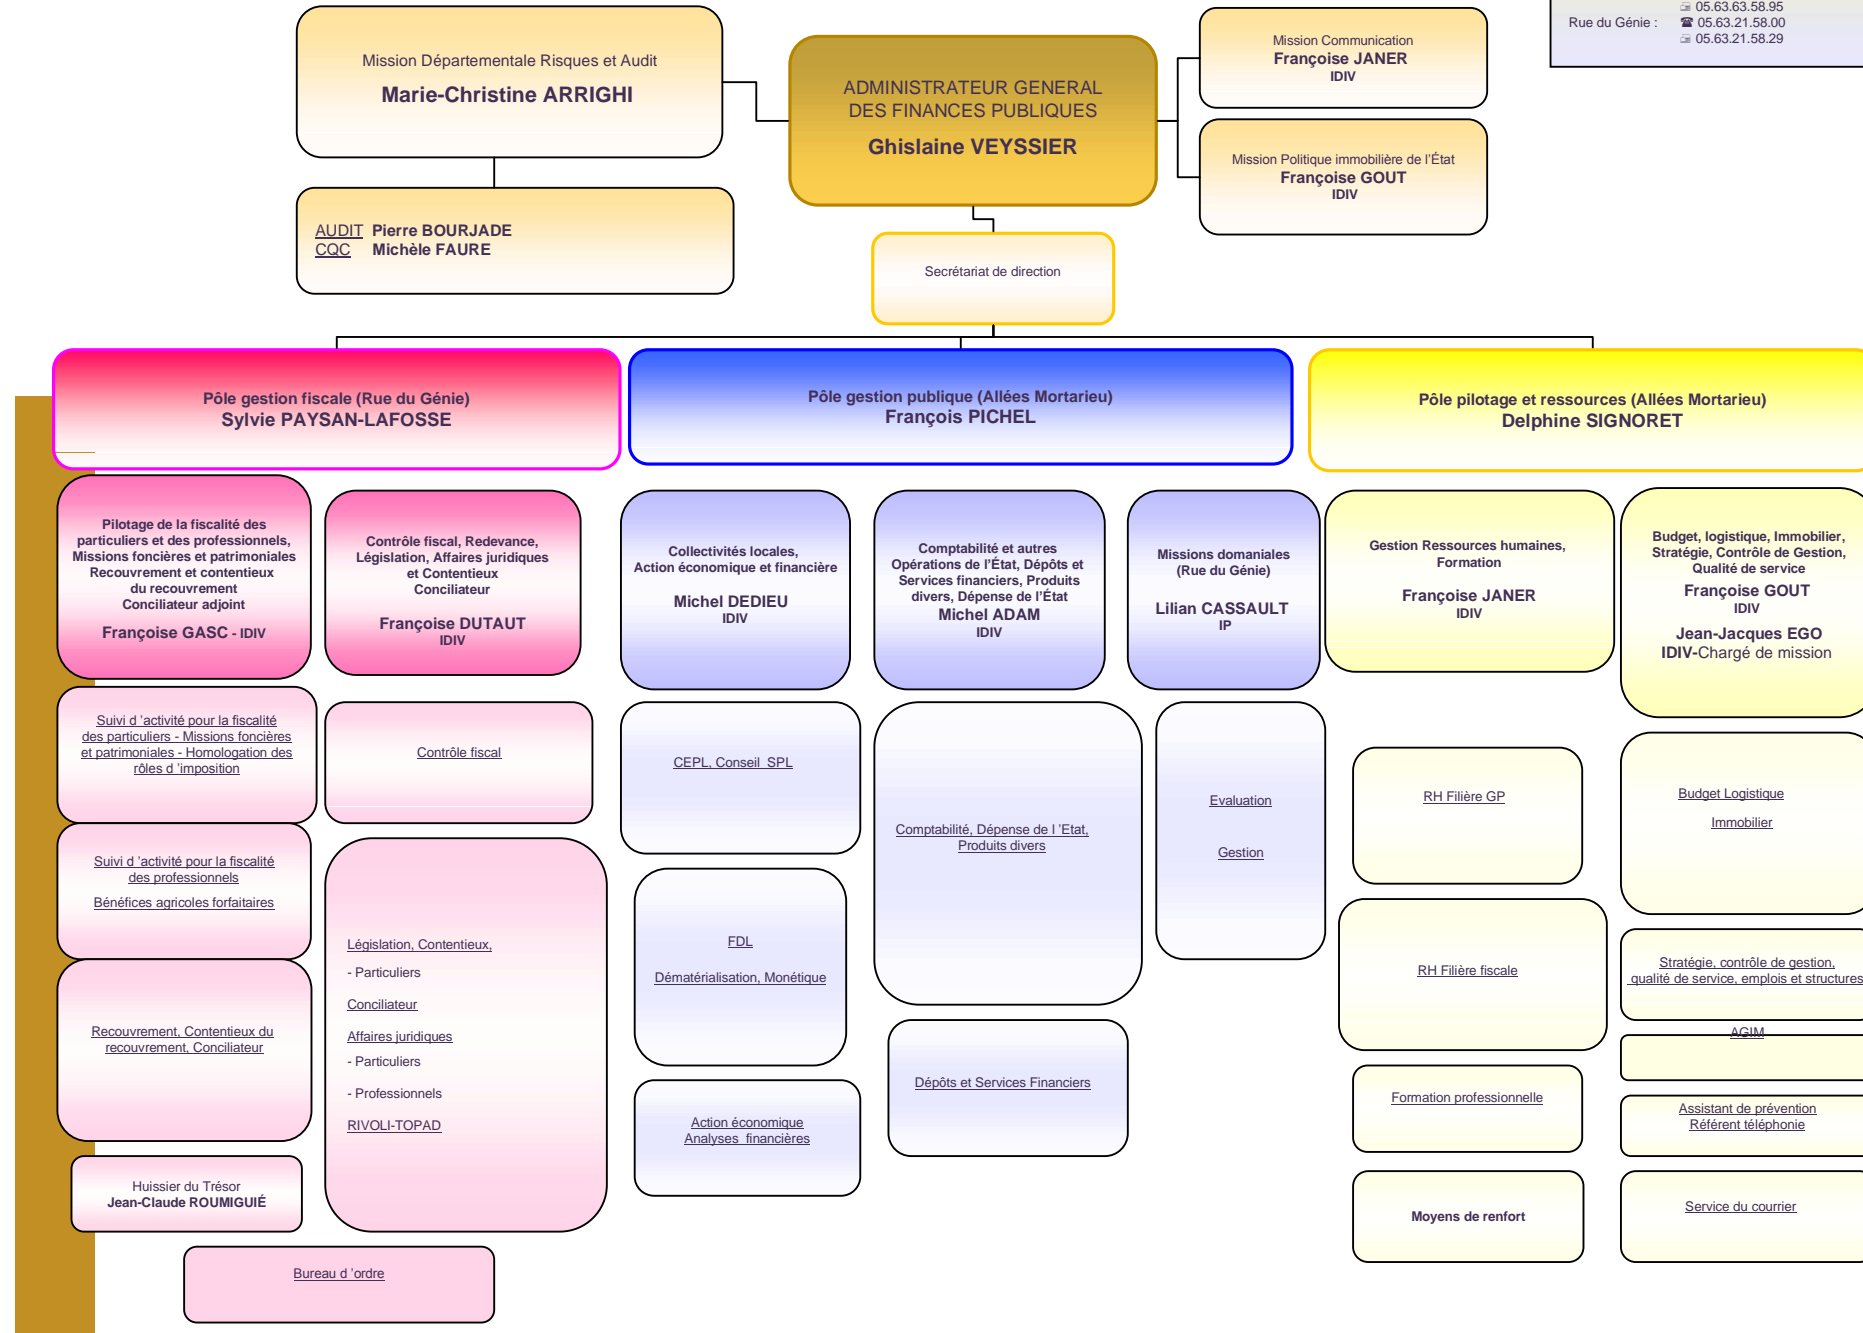 05.63.63.58.95
Rue du Génie : ☎ 05.63.21.58.00
05.63.21.58.29
Mission Départementale Risques et Audit
Marie-Christine ARRIGHI
ADMINISTRATEUR GENERAL
DES FINANCES PUBLIQUES
Ghislaine VEYSSIER
Mission Communication
Françoise JANER
IDIV
Mission Politique immobilière de l'État
Françoise GOUT
IDIV
AUDIT Pierre BOURJADE
CQC Michèle FAURE
Secrétariat de direction
Pôle gestion fiscale (Rue du Génie)
Sylvie PAYSAN-LAFOSSE
Pôle gestion publique (Allées Mortarieu)
François PICHEL
Pôle pilotage et ressources (Allées Mortarieu)
Delphine SIGNORET
Pilotage de la fiscalité des
particuliers et des professionnels,
Missions foncières et patrimoniales
Recouvrement et contentieux
du recouvrement
Conciliateur adjoint
Françoise GASC - IDIV
Contrôle fiscal, Redevance,
Législation, Affaires juridiques
et Contentieux
Conciliateur
Françoise DUTAUT
IDIV
Collectivités locales,
Action économique et financière
Michel DEDIEU
IDIV
Comptabilité et autres
Opérations de l'État, Dépôts et
Services financiers, Produits
divers, Dépense de l'État
Michel ADAM
IDIV
Missions domaniales
(Rue du Génie)
Lilian CASSAULT
IP
Gestion Ressources humaines,
Formation
Françoise JANER
IDIV
Budget, logistique, Immobilier,
Stratégie, Contrôle de Gestion,
Qualité de service
Françoise GOUT
IDIV
Jean-Jacques EGO
IDIV-Chargé de mission
Suivi d 'activité pour la fiscalité
des particuliers - Missions foncières
et patrimoniales - Homologation des
rôles d 'imposition
Suivi d 'activité pour la fiscalité
des professionnels
Bénéfices agricoles forfaitaires
Recouvrement, Contentieux du
recouvrement, Conciliateur
Huissier du Trésor
Jean-Claude ROUMIGUIÉ
Bureau d 'ordre
Contrôle fiscal
Législation, Contentieux,
- Particuliers
Conciliateur
Affaires juridiques
- Particuliers
- Professionnels
RIVOLI-TOPAD
CEPL, Conseil SPL
FDL
Dématérialisation, Monétique
Action économique
Analyses financières
Comptabilité, Dépense de l 'Etat,
Produits divers
Dépôts et Services Financiers
Evaluation
Gestion
RH Filière GP
RH Filière fiscale
Formation professionnelle
Moyens de renfort
Budget Logistique
Immobilier
Stratégie, contrôle de gestion,
qualité de service, emplois et structures
AGIM
Assistant de prévention
Référent téléphonie
Service du courrier